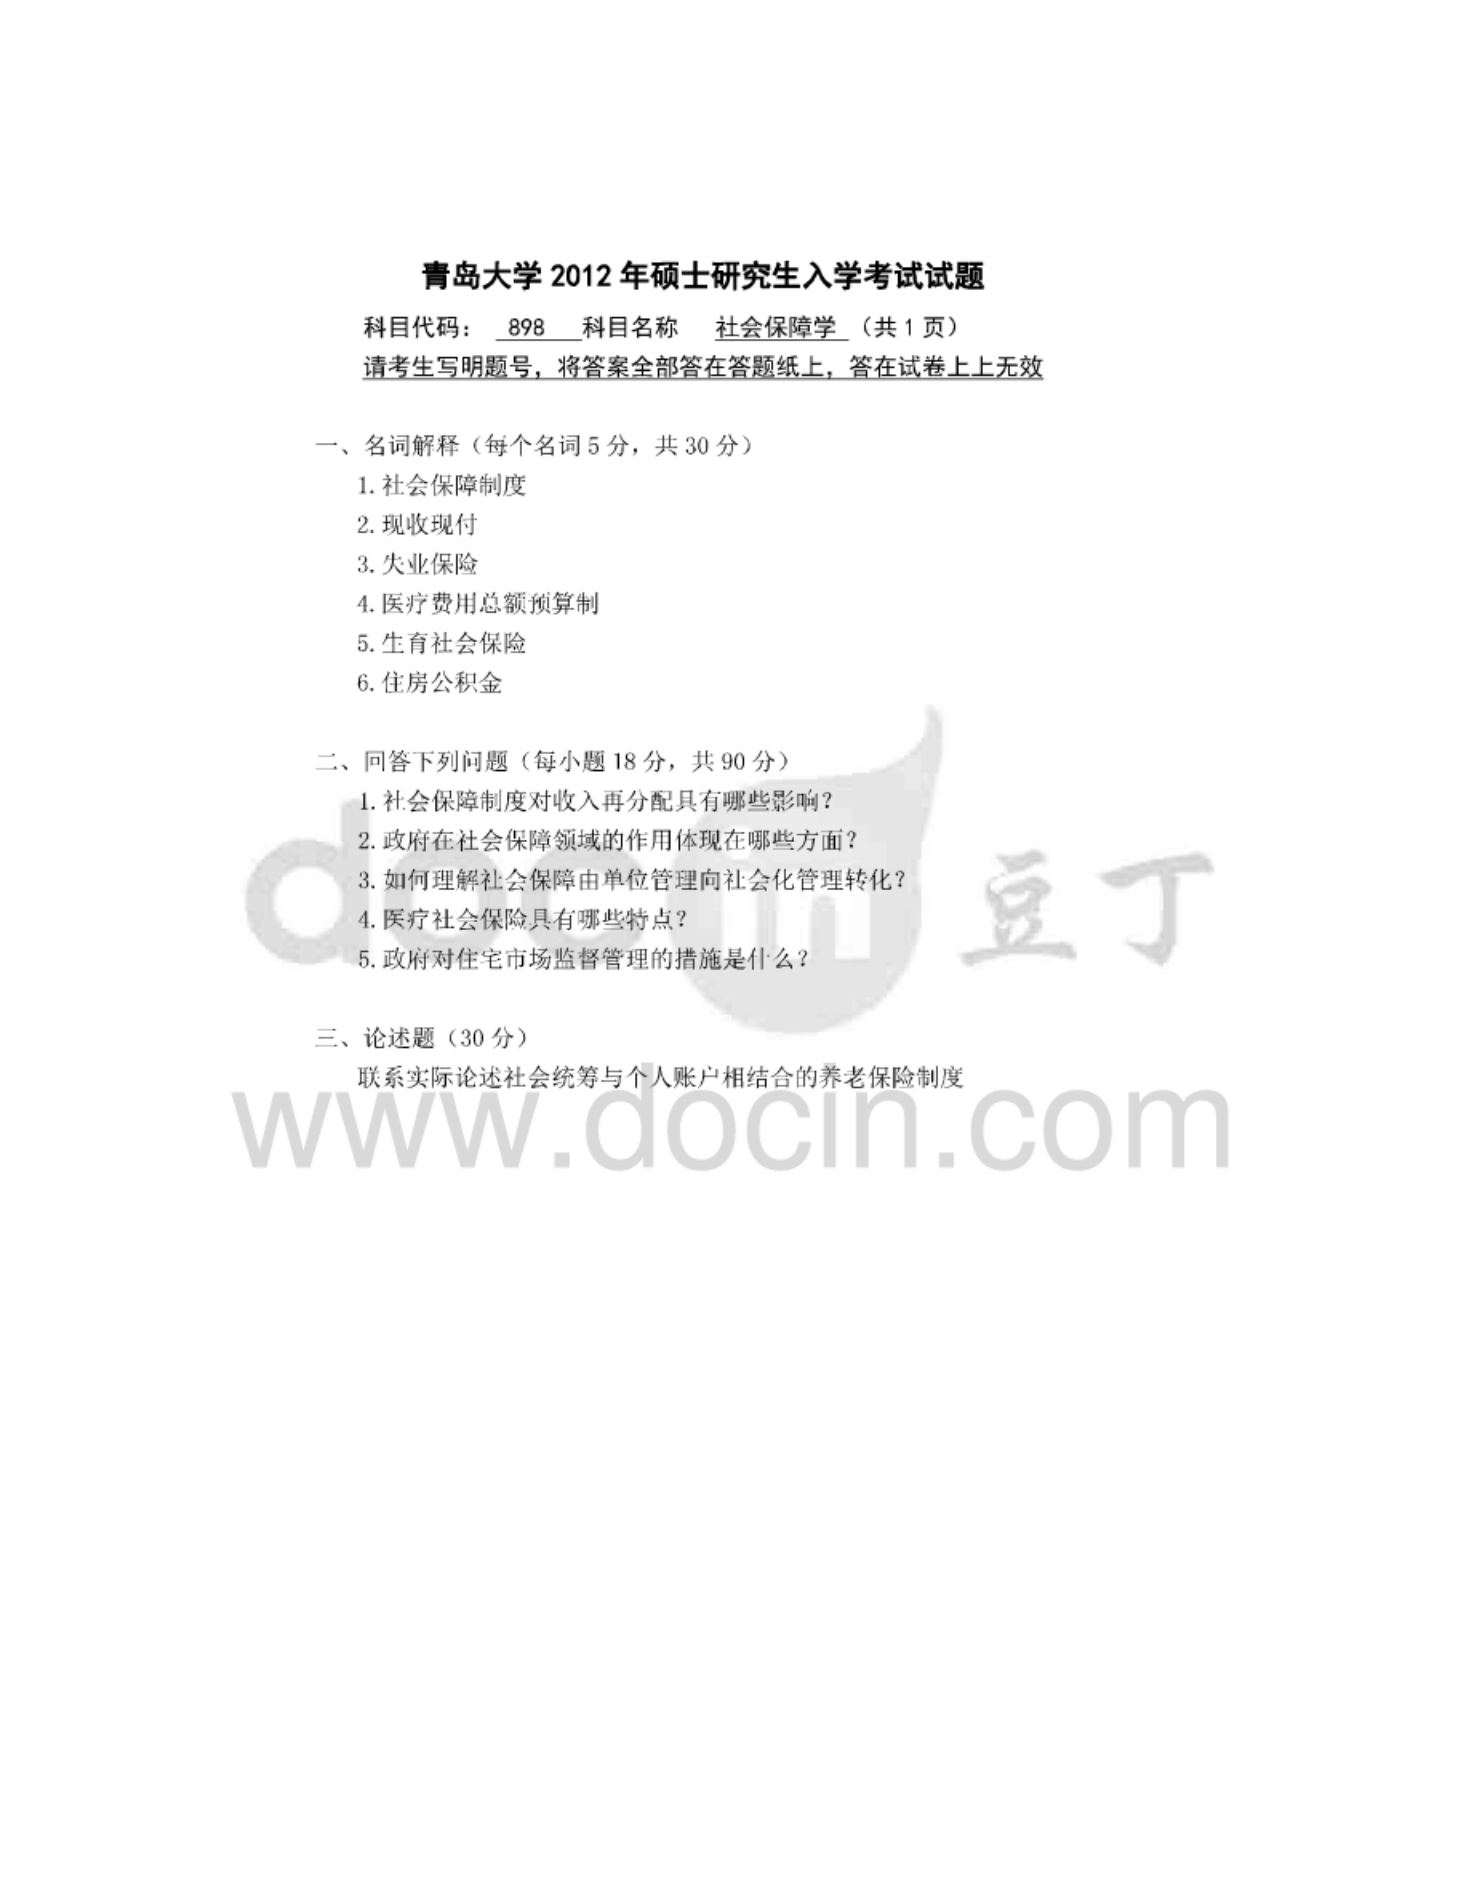 青岛大学 2012 年硕士研究生入学考试试题
科目代码： 898 科目名称 社会保障学 （共 1 页）
请考生写明题号，将答案全部答在答题纸上，答在试卷上上无效
一、名词解释（每个名词 5 分，共 30 分）
1. 社会保障制度
2. 现收现付
3. 失业保险
4. 医疗费用总额预算制
5. 生育社会保险
6. 住房公积金
二、回答下列问题（每小题 18 分，共 90 分）
1. 社会保障制度对收入再分配具有哪些影响？
2. 政府在社会保障领域的作用体现在哪些方面？
3. 如何理解社会保障由单位管理向社会化管理转化？
4. 医疗社会保险具有哪些特点？
5. 政府对住宅市场监督管理的措施是什么？
docin 豆丁
三、论述题（30 分）
联系实际论述社会统筹与个人账户相结合的养老保险制度
www.docin.com